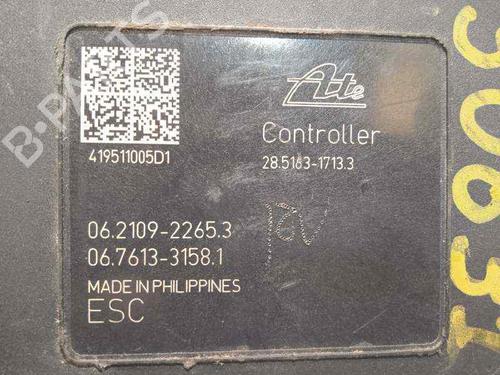 Ate
419511005D1
Controller
28.5163-1713.3
06.2109-2265.3
06.7613-3158.1
MADE IN PHILIPPINES
ESC
B-PARTS